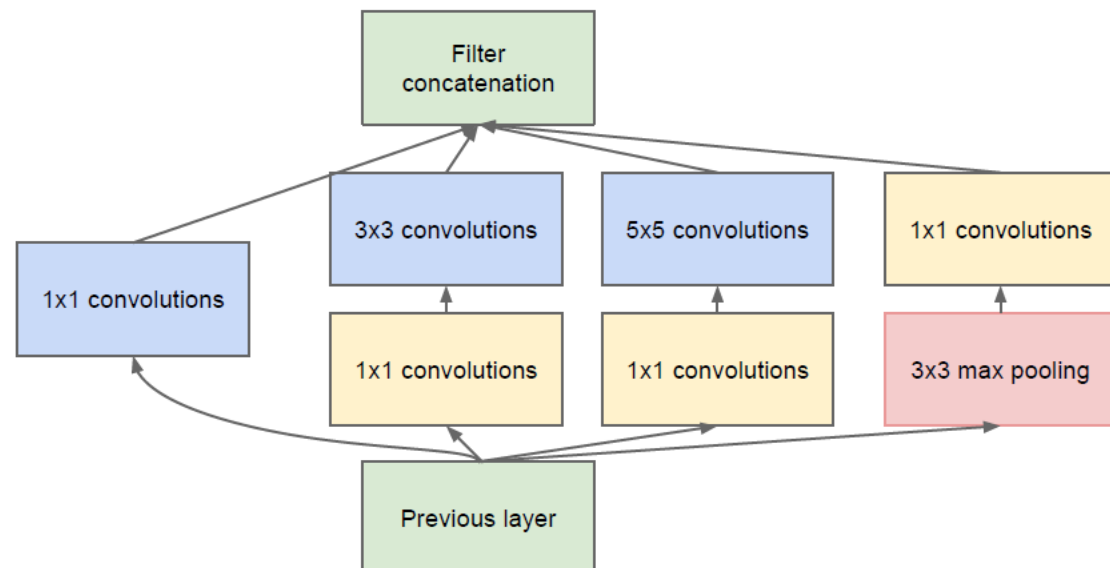 Filter
concatenation
3x3 convolutions
5x5 convolutions
1x1 convolutions
1x1 convolutions
1x1 convolutions
1x1 convolutions
3x3 max pooling
Previous layer